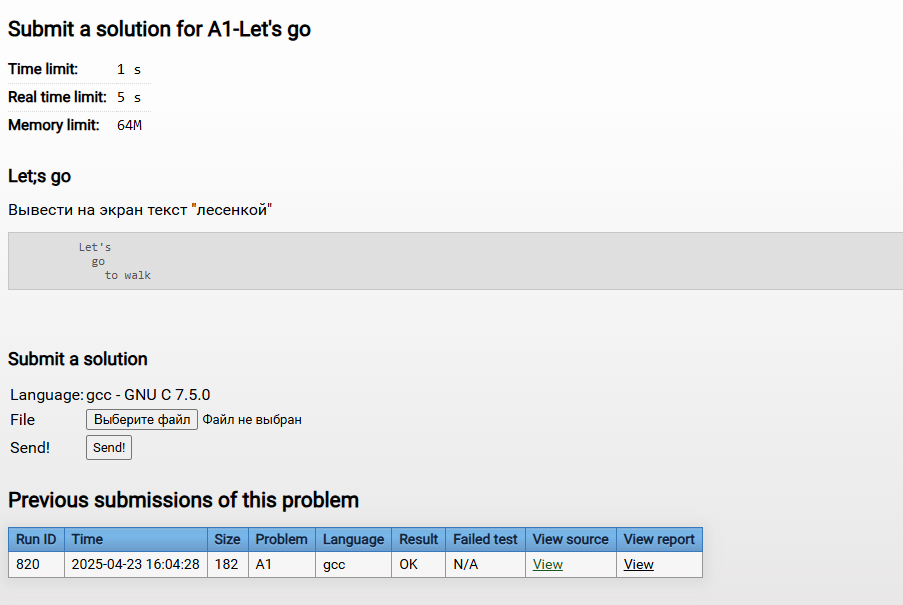 Submit a solution for A1-Let's go
Time limit: 1 s
Real time limit: 5 s
Memory limit: 64M
Let;s go
Вывести на экран текст "лесенкой"
Let's
go
to walk
Submit a solution
Language: gcc - GNU C 7.5.0
File Выберите файл Файл не выбран
Send! Send!
Previous submissions of this problem
Run ID Time Size Problem Language Result Failed test View source View report
820 2025-04-23 16:04:28 182 A1 gcc OK N/A View View